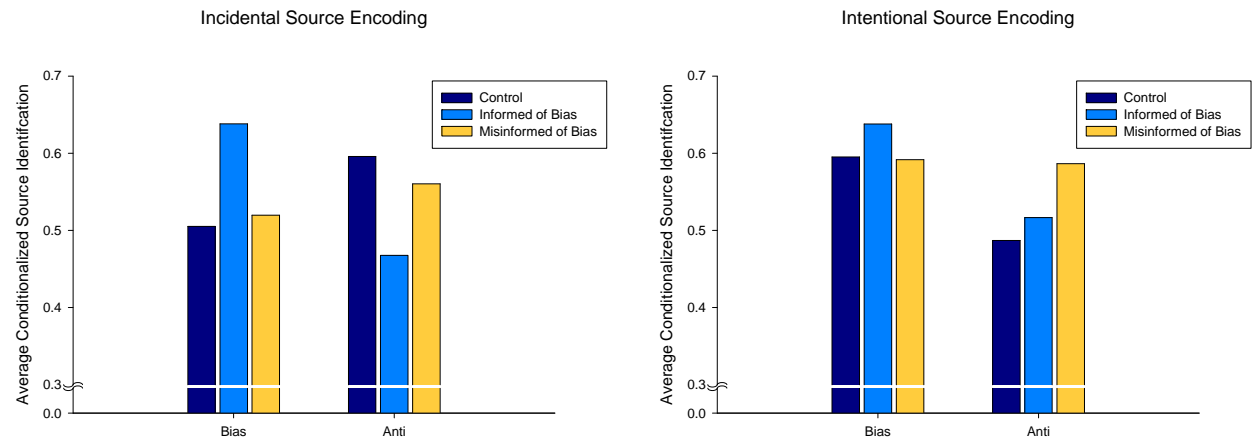 Incidental Source Encoding
Average Conditionalized Source Identifcation
0.7
0.6
0.5
0.4
0.3
0.0
Control
Informed of Bias
Misinformed of Bias
Bias
Anti
Intentional Source Encoding
Average Conditionalized Source Identifcation
0.7
0.6
0.5
0.4
0.3
0.0
Control
Informed of Bias
Misinformed of Bias
Bias
Anti